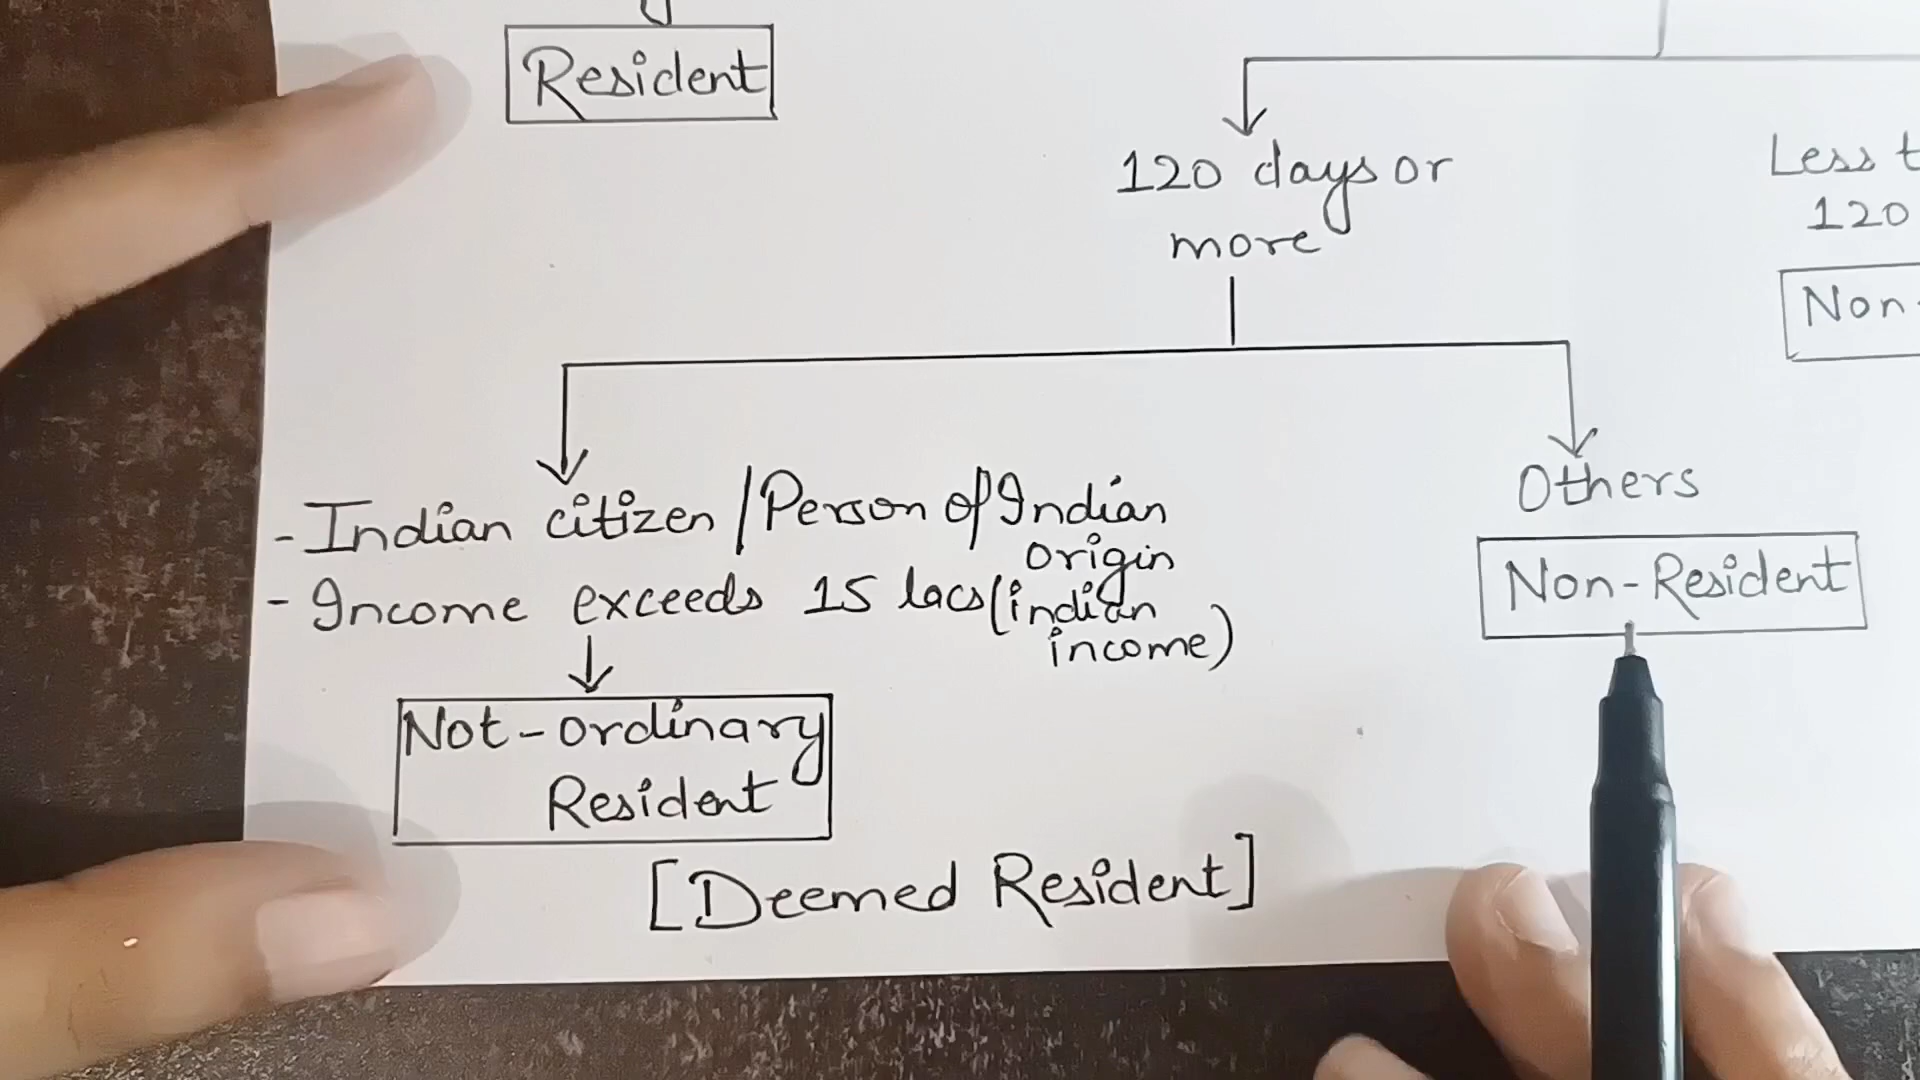 Resident
120 days or
more
Less
120
Non-
- Indian citizen / Person of Indian
origin
- Income exceeds 15 lacs (indian
income)
Others
Non-Resident
Not-ordinary
Resident
[Deemed Resident]